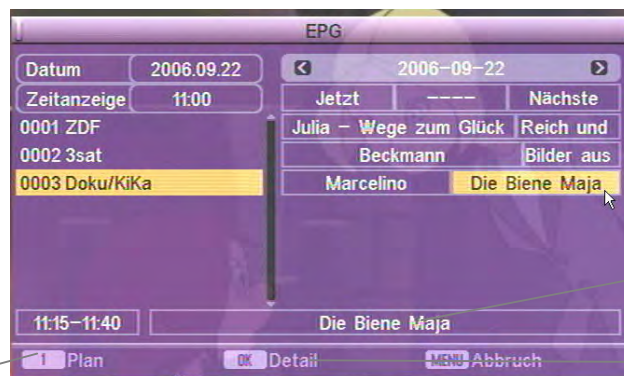 EPG
Datum 2006.09.22
2006-09-22
Zeitanzeige 11:00
Jetzt ---- Nächste
0001 ZDF
Julia - Wege zum Glück Reich und
0002 3sat
Beckmann Bilder aus
0003 Doku/KiKa
Marcelino Die Biene Maja
11:15-11:40 Die Biene Maja
1 Plan OK Detail MENU Abbruch